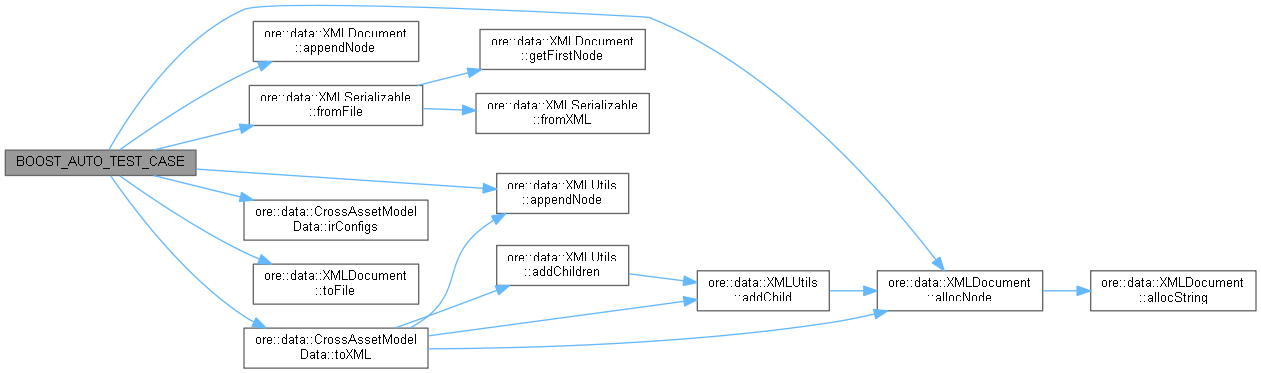 BOOST_AUTO_TEST_CASE
ore::data::XMLDocument
::appendNode
ore::data::XMLSerializable
::fromFile
ore::data::XMLDocument
::getFirstNode
ore::data::XMLSerializable
::fromXML
ore::data::XMLUtils
::appendNode
ore::data::CrossAssetModel
Data::irConfigs
ore::data::XMLDocument
::toFile
ore::data::CrossAssetModel
Data::toXML
ore::data::XMLUtils
::addChildren
ore::data::XMLUtils
::addChild
ore::data::XMLDocument
::allocNode
ore::data::XMLDocument
::allocString